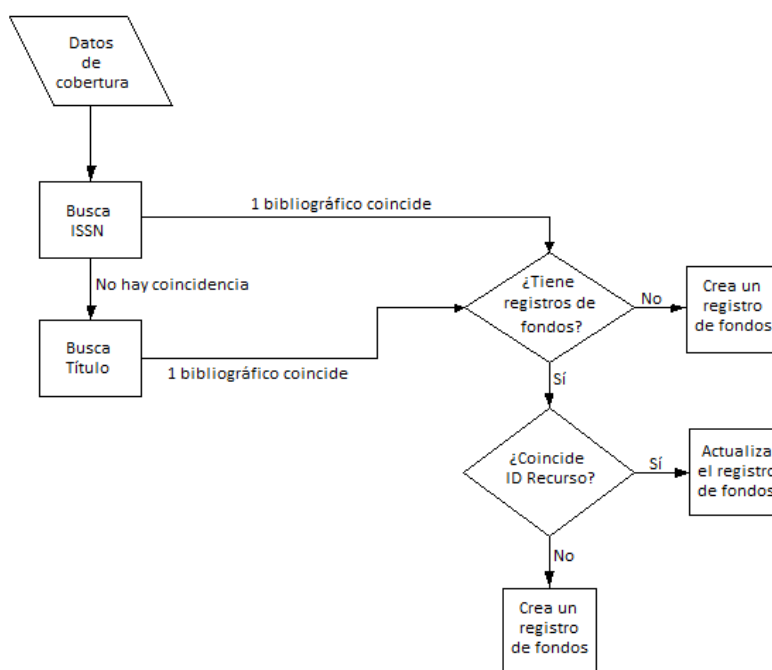 Datos
de
cobertura
Busca
ISSN
1 bibliográfico coincide
No hay coincidencia
Busca
Título
1 bibliográfico coincide
¿Tiene
registros de
fondos?
No
Crea un
registro
de fondos
Sí
¿Coincide
ID Recurso?
Sí
Actualiza
el registro
de fondos
No
Crea un
registro
de fondos